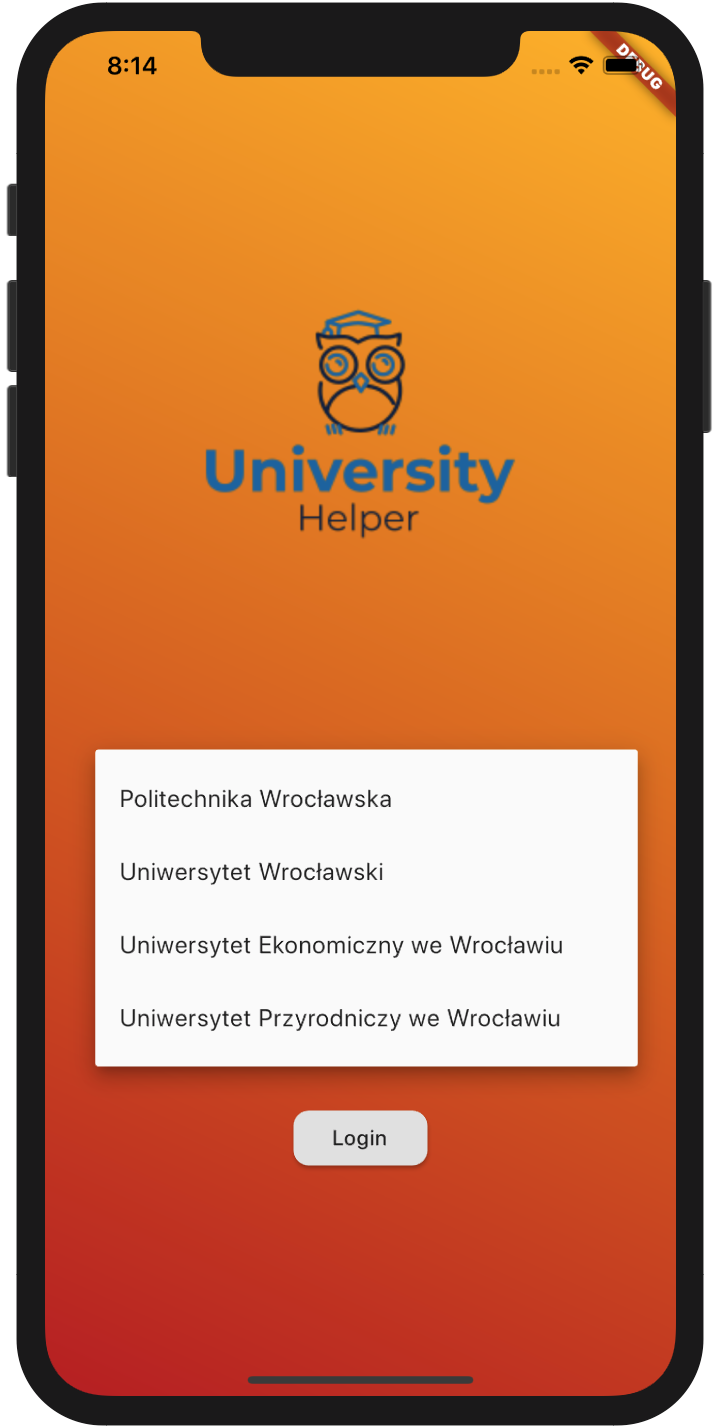 8:14
DEBUG
University
Helper
Politechnika Wrocławska
Uniwersytet Wrocławski
Uniwersytet Ekonomiczny we Wrocławiu
Uniwersytet Przyrodniczy we Wrocławiu
Login